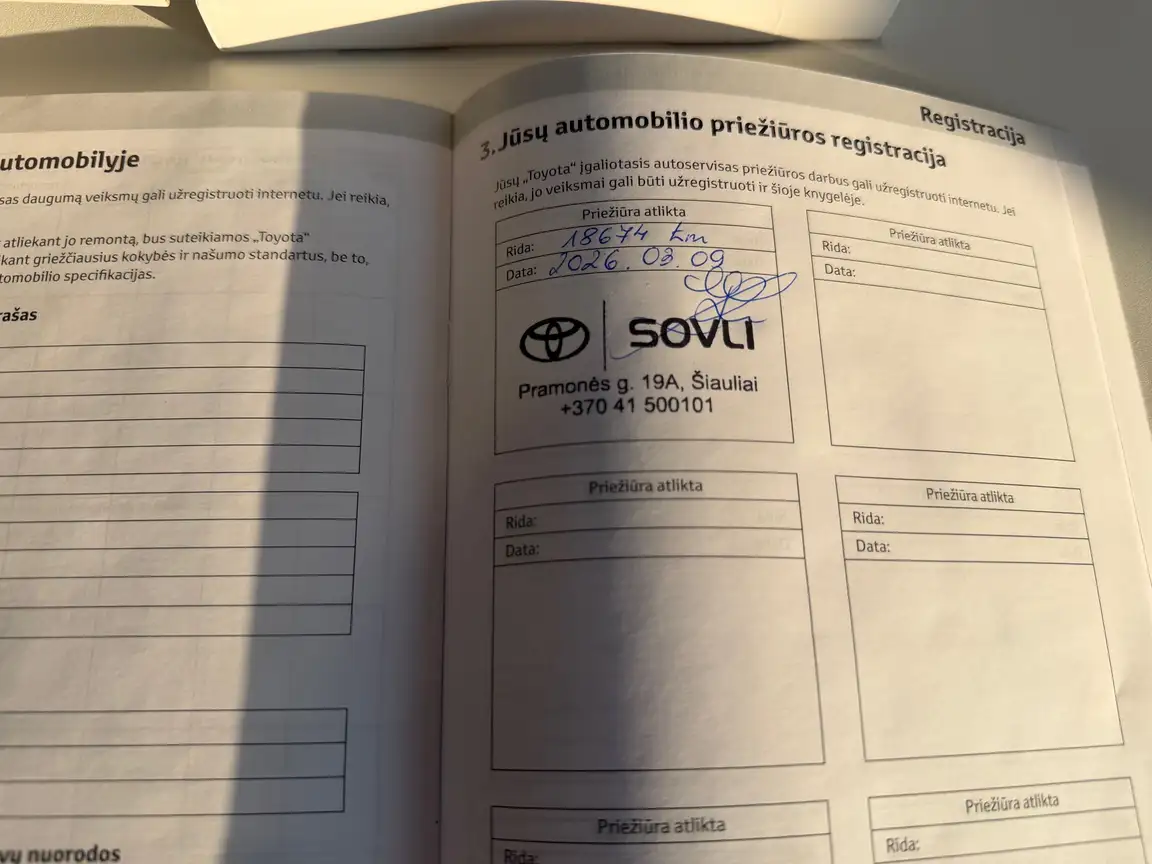 utomobilyje
sas daugumą veiksmų gali užregistruoti internetu. Jei reikia,
atliekant jo remontą, bus suteikiamos „Toyota“
kant griežčiausius kokybės ir našumo standartus, be to,
tomobilio specifikacijas.
rašas
vų nuorodos
Registracija
3. Jūsų automobilio priežiūros registracija
Jūsų „Toyota“ įgaliotasis autoservisas priežiūros darbus gali užregistruoti internetu. Jei
reikia, jo veiksmai gali būti užregistruoti ir šioje knygelėje.
Priežiūra atlikta
Rida: 18674 km
Data: 2026.03.09
SOVLI
Pramonės g. 19A, Šiauliai
+370 41 500101
Priežiūra atlikta
Rida:
Data:
Priežiūra atlikta
Rida:
Data:
Priežiūra atlikta
Rida:
Data:
Priežiūra atlikta
Rida:
Priežiūra atlikta
Rida: